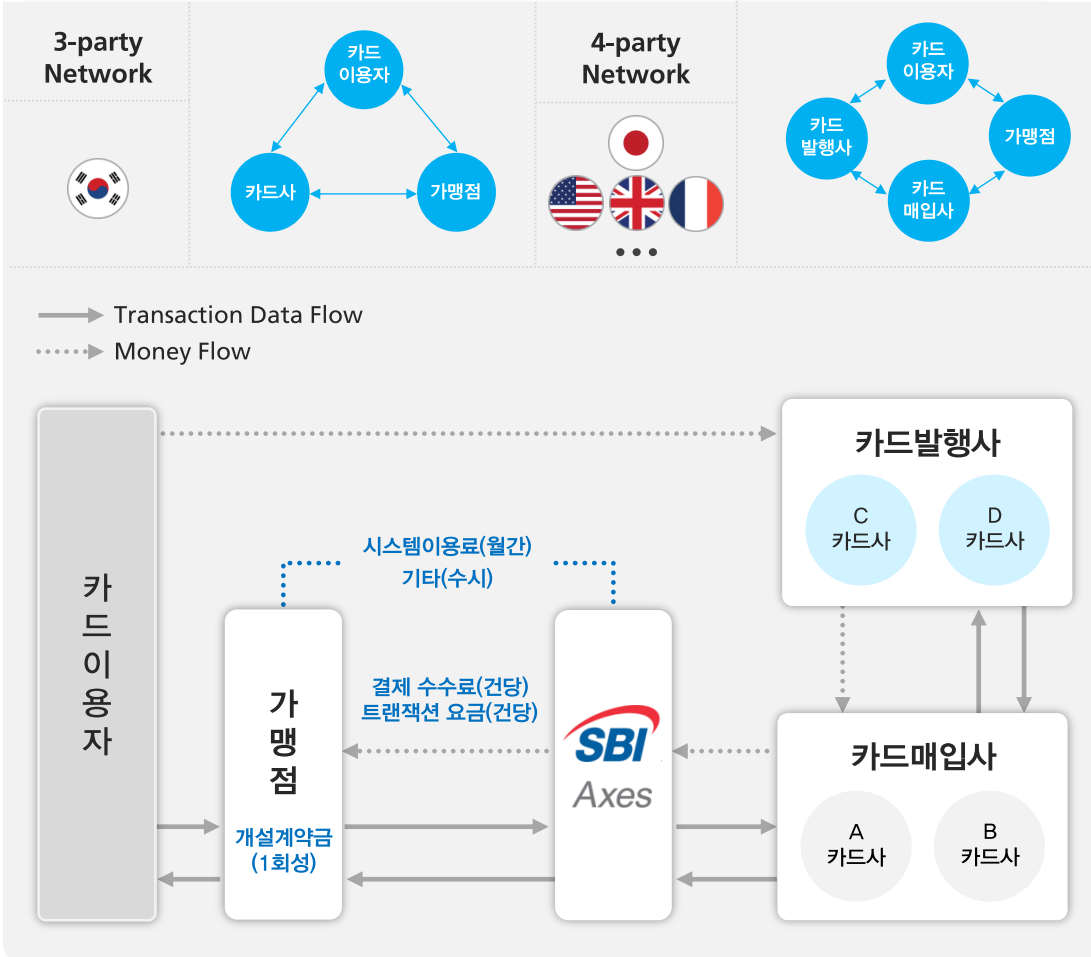 3-party
Network
카드
이용자
카드사
가맹점
4-party
Network
카드
이용자
카드
발행사
가맹점
카드
매입사
Transaction Data Flow
Money Flow
카드이용자
카드발행사
C
카드사
D
카드사
시스템이용료(월간)
기타(수시)
가맹점
결제 수수료(건당)
트랜잭션 요금(건당)
개설계약금
(1회성)
SBI
Axes
카드매입사
A
카드사
B
카드사